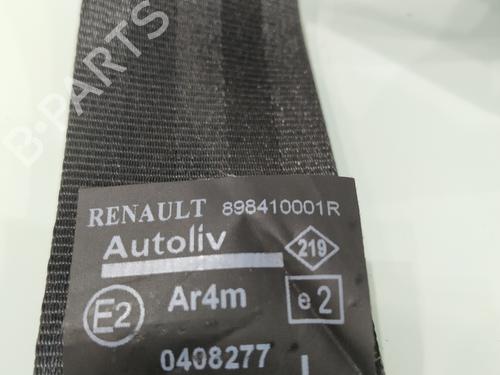 B-PARTS
RENAULT 898410001R
Autoliv 219
E2 Ar4m e2
0408277